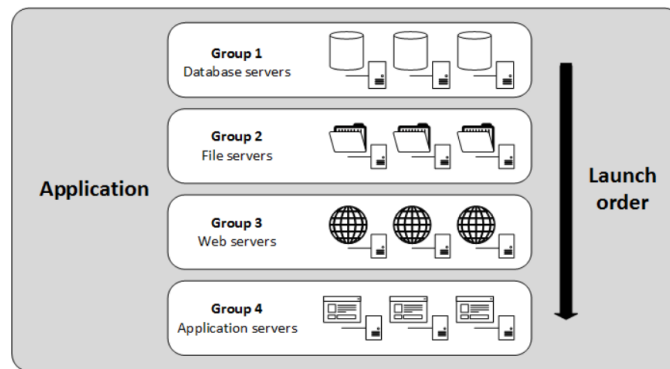 Application
Group 1
Database servers
Group 2
File servers
Group 3
Web servers
Group 4
Application servers
Launch
order